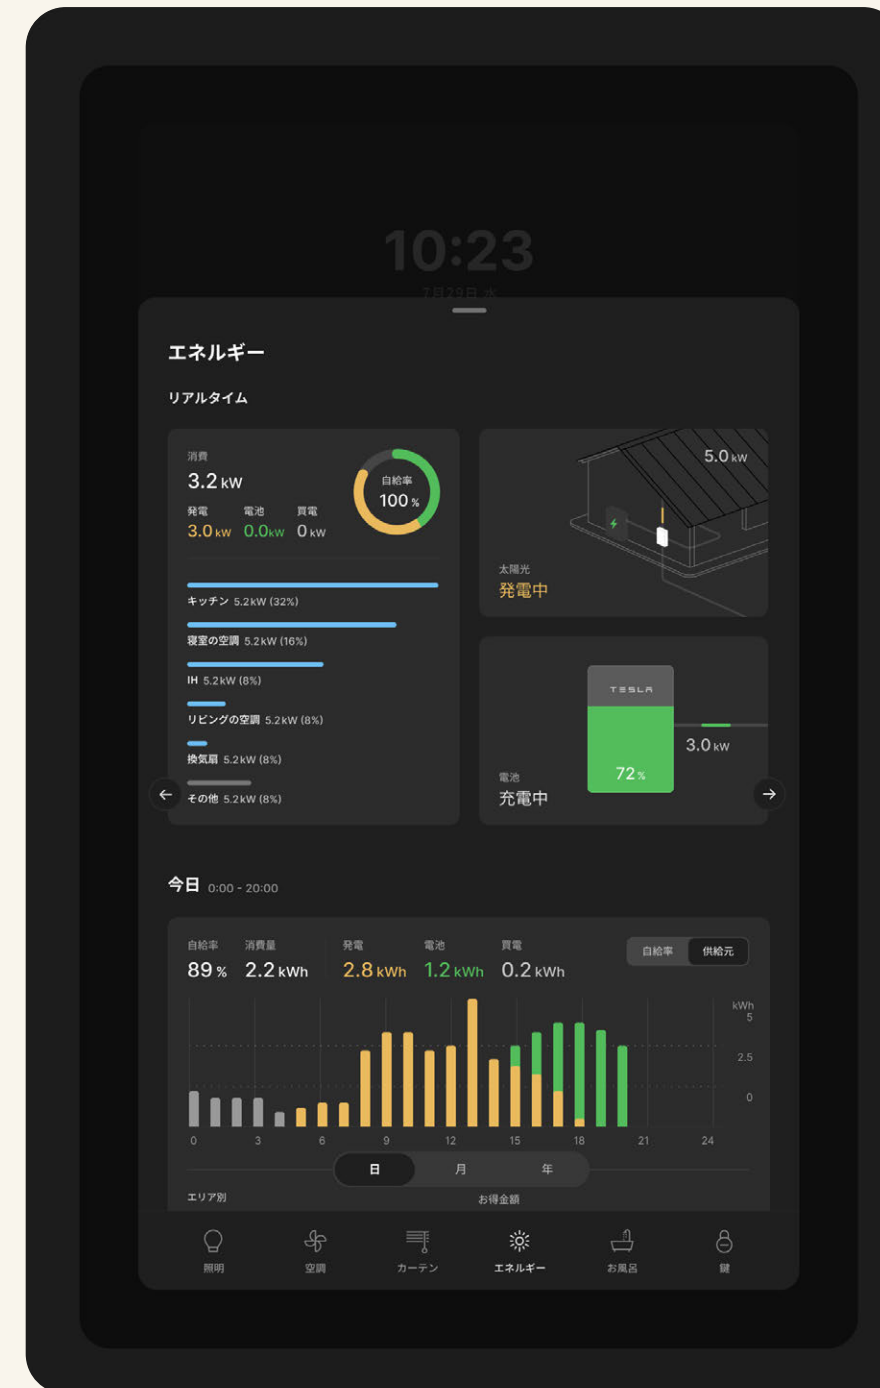 10:23
7月29日 水
エネルギー
リアルタイム
消費
3.2 kW
発電 電池 買電
3.0 kW 0.0 kW 0 kW
自給率
100 %
キッチン 5.2kW (32%)
寝室の空調 5.2kW (16%)
IH 5.2kW (8%)
リビングの空調 5.2kW (8%)
換気扇 5.2kW (8%)
その他 5.2kW (8%)
5.0 kW
太陽光
発電中
TESLA
72 %
3.0 kW
電池
充電中
今日 0:00 - 20:00
自給率 消費量 発電 電池 買電
89 % 2.2 kWh 2.8 kWh 1.2 kWh 0.2 kWh
自給率 供給元
kWh
5
2.5
0
0 3 6 9 12 15 18 21 24
日 月 年
エリア別 お得金額
照明 空調 カーテン エネルギー お風呂 鍵